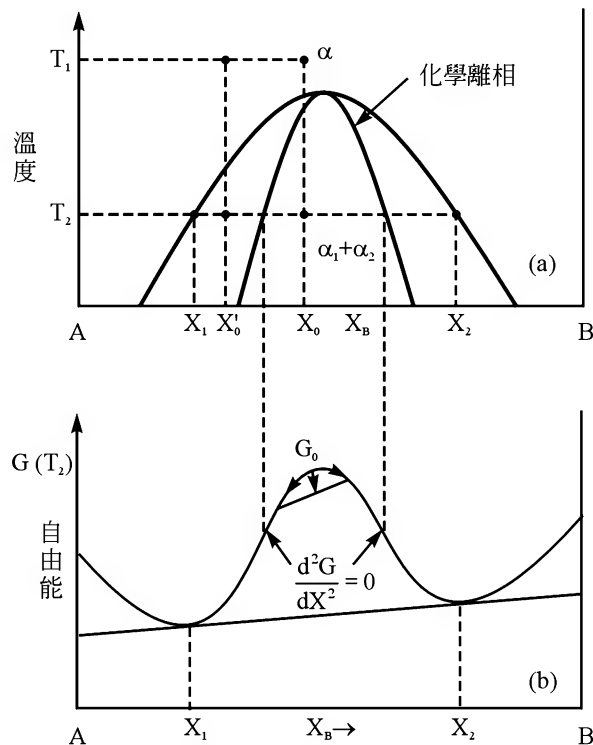 T₁
α
化學離相
溫度
T₂
α₁+α₂
(a)
A
X₁
X'₀
X₀
X_B
X₂
B
G (T₂)
G₀
自由能
d²G
dX²
= 0
(b)
A
X₁
X_B→
X₂
B